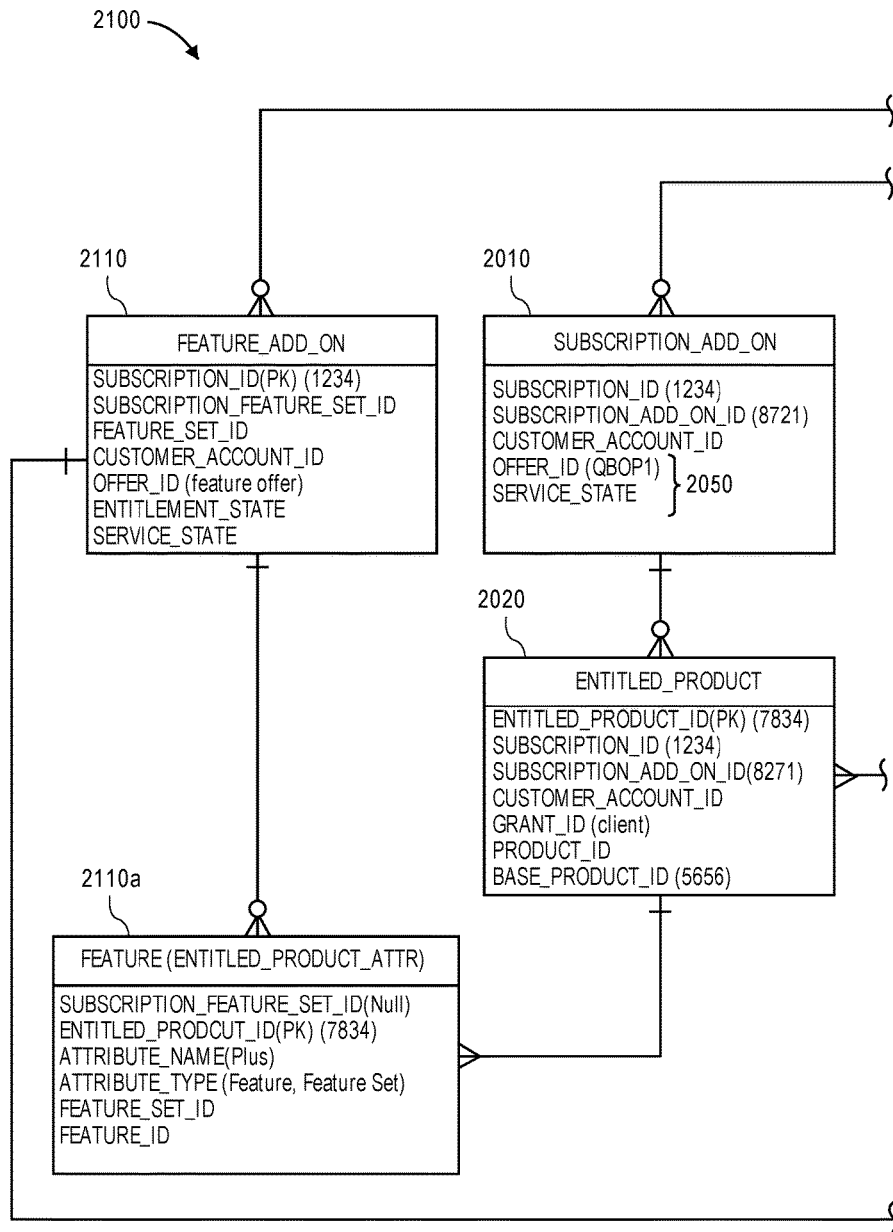 2100
2110
FEATURE_ADD_ON
SUBSCRIPTION_ID(PK) (1234)
SUBSCRIPTION_FEATURE_SET_ID
FEATURE_SET_ID
CUSTOMER_ACCOUNT_ID
OFFER_ID (feature offer)
ENTITLEMENT_STATE
SERVICE_STATE
2010
SUBSCRIPTION_ADD_ON
SUBSCRIPTION_ID (1234)
SUBSCRIPTION_ADD_ON_ID (8721)
CUSTOMER_ACCOUNT_ID
OFFER_ID (QBOP1)
SERVICE_STATE
2050
2020
ENTITLED_PRODUCT
ENTITLED_PRODUCT_ID(PK) (7834)
SUBSCRIPTION_ID (1234)
SUBSCRIPTION_ADD_ON_ID(8271)
CUSTOMER_ACCOUNT_ID
GRANT_ID (client)
PRODUCT_ID
BASE_PRODUCT_ID (5656)
2110a
FEATURE (ENTITLED_PRODUCT_ATTR)
SUBSCRIPTION_FEATURE_SET_ID(Null)
ENTITLED_PRODCUT_ID(PK) (7834)
ATTRIBUTE_NAME(Plus)
ATTRIBUTE_TYPE (Feature, Feature Set)
FEATURE_SET_ID
FEATURE_ID